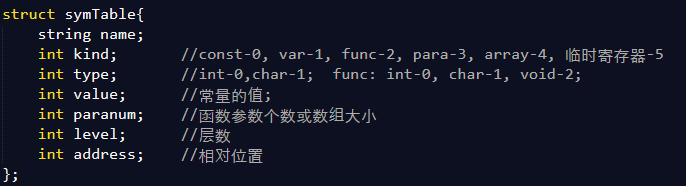 struct symTable{
string name;
int kind; //const-0, var-1, func-2, para-3, array-4, 临时寄存器-5
int type; //int-0,char-1; func: int-0, char-1, void-2;
int value; //常量的值;
int paranum; //函数参数个数或数组大小
int level; //层数
int address; //相对位置
};